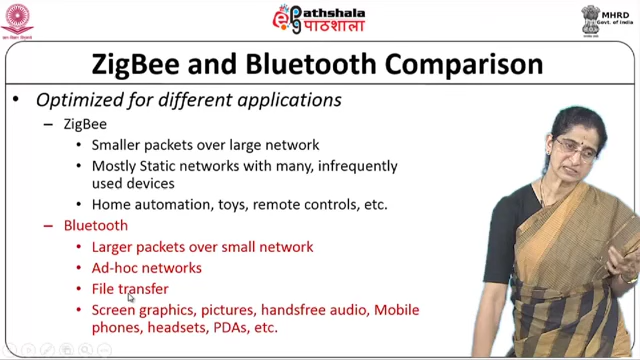 ePathshala
पाठशाला
MHRD
Govt. of India
ZigBee and Bluetooth Comparison
• Optimized for different applications
– ZigBee
• Smaller packets over large network
• Mostly Static networks with many, infrequently
used devices
• Home automation, toys, remote controls, etc.
– Bluetooth
• Larger packets over small network
• Ad-hoc networks
• File transfer
• Screen graphics, pictures, handsfree audio, Mobile
phones, headsets, PDAs, etc.